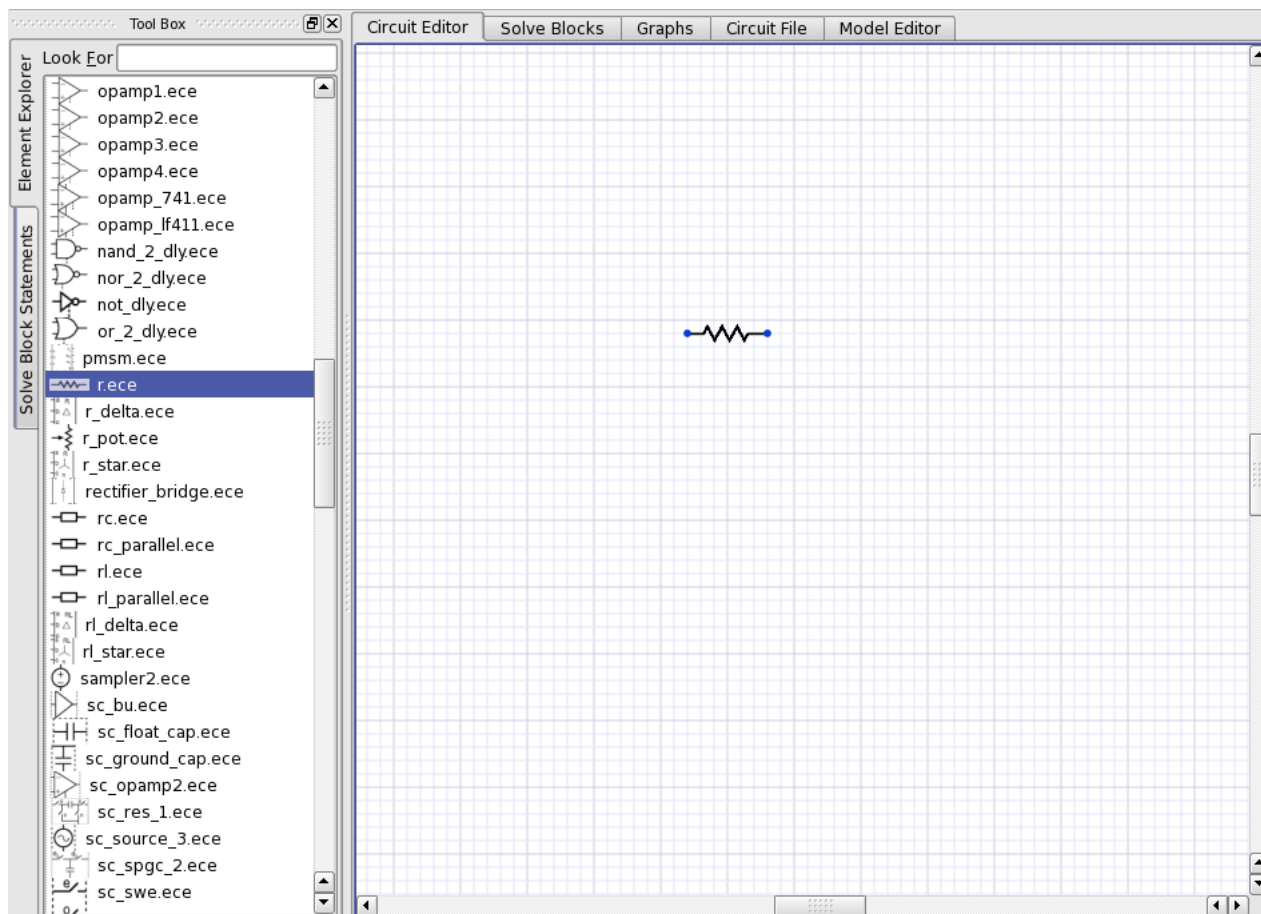 Tool Box
Circuit Editor
Solve Blocks
Graphs
Circuit File
Model Editor
Element Explorer
Solve Block Statements
Look For
opamp1.ece
opamp2.ece
opamp3.ece
opamp4.ece
opamp_741.ece
opamp_lf411.ece
nand_2_dly.ece
nor_2_dly.ece
not_dly.ece
or_2_dly.ece
pmsm.ece
r.ece
r_delta.ece
r_pot.ece
r_star.ece
rectifier_bridge.ece
rc.ece
rc_parallel.ece
rl.ece
rl_parallel.ece
rl_delta.ece
rl_star.ece
sampler2.ece
sc_bu.ece
sc_float_cap.ece
sc_ground_cap.ece
sc_opamp2.ece
sc_res_1.ece
sc_source_3.ece
sc_spgc_2.ece
sc_swe.ece